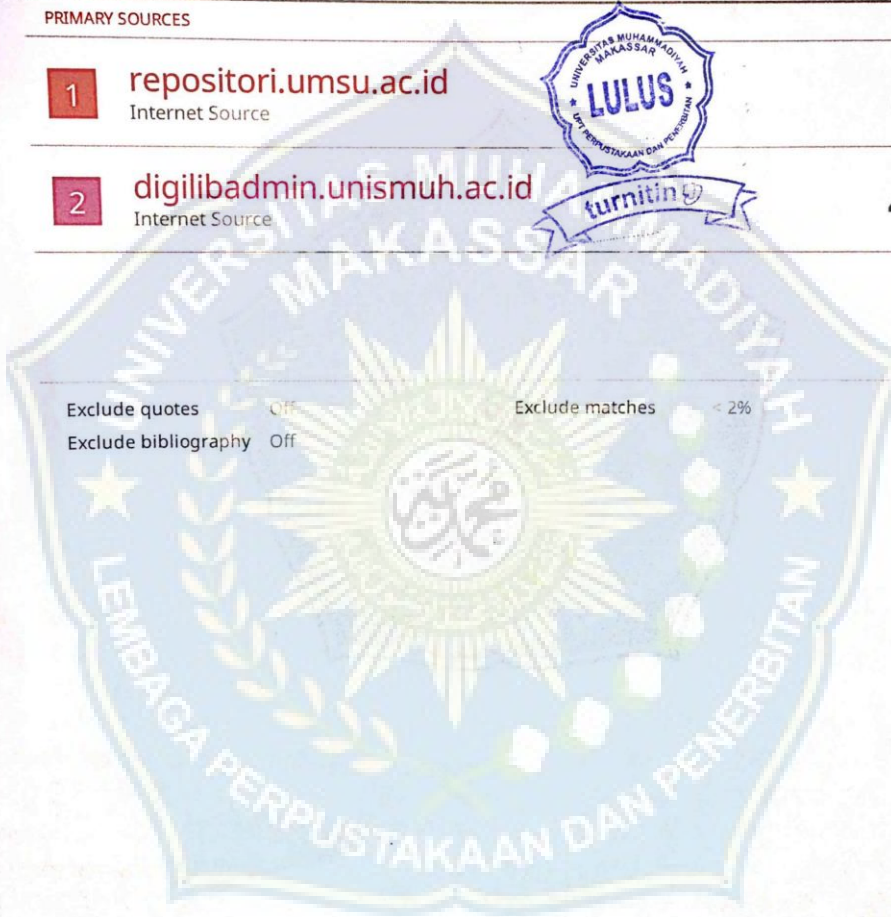 PRIMARY SOURCES
UNIVERSITAS MUHAMMADIYAH
MAKASSAR
LULUS
UPT PERPUSTAKAAN DAN PENERBITAN
turnitin
1 repositori.umsu.ac.id
Internet Source
2 digilibadmin.unismuh.ac.id
Internet Source
UNIVERSITAS MUHAMMADIYAH
MAKASSAR
Exclude quotes Off
Exclude matches < 2%
Exclude bibliography Off
LEMBAGA PERPUSTAKAAN DAN PENERBITAN